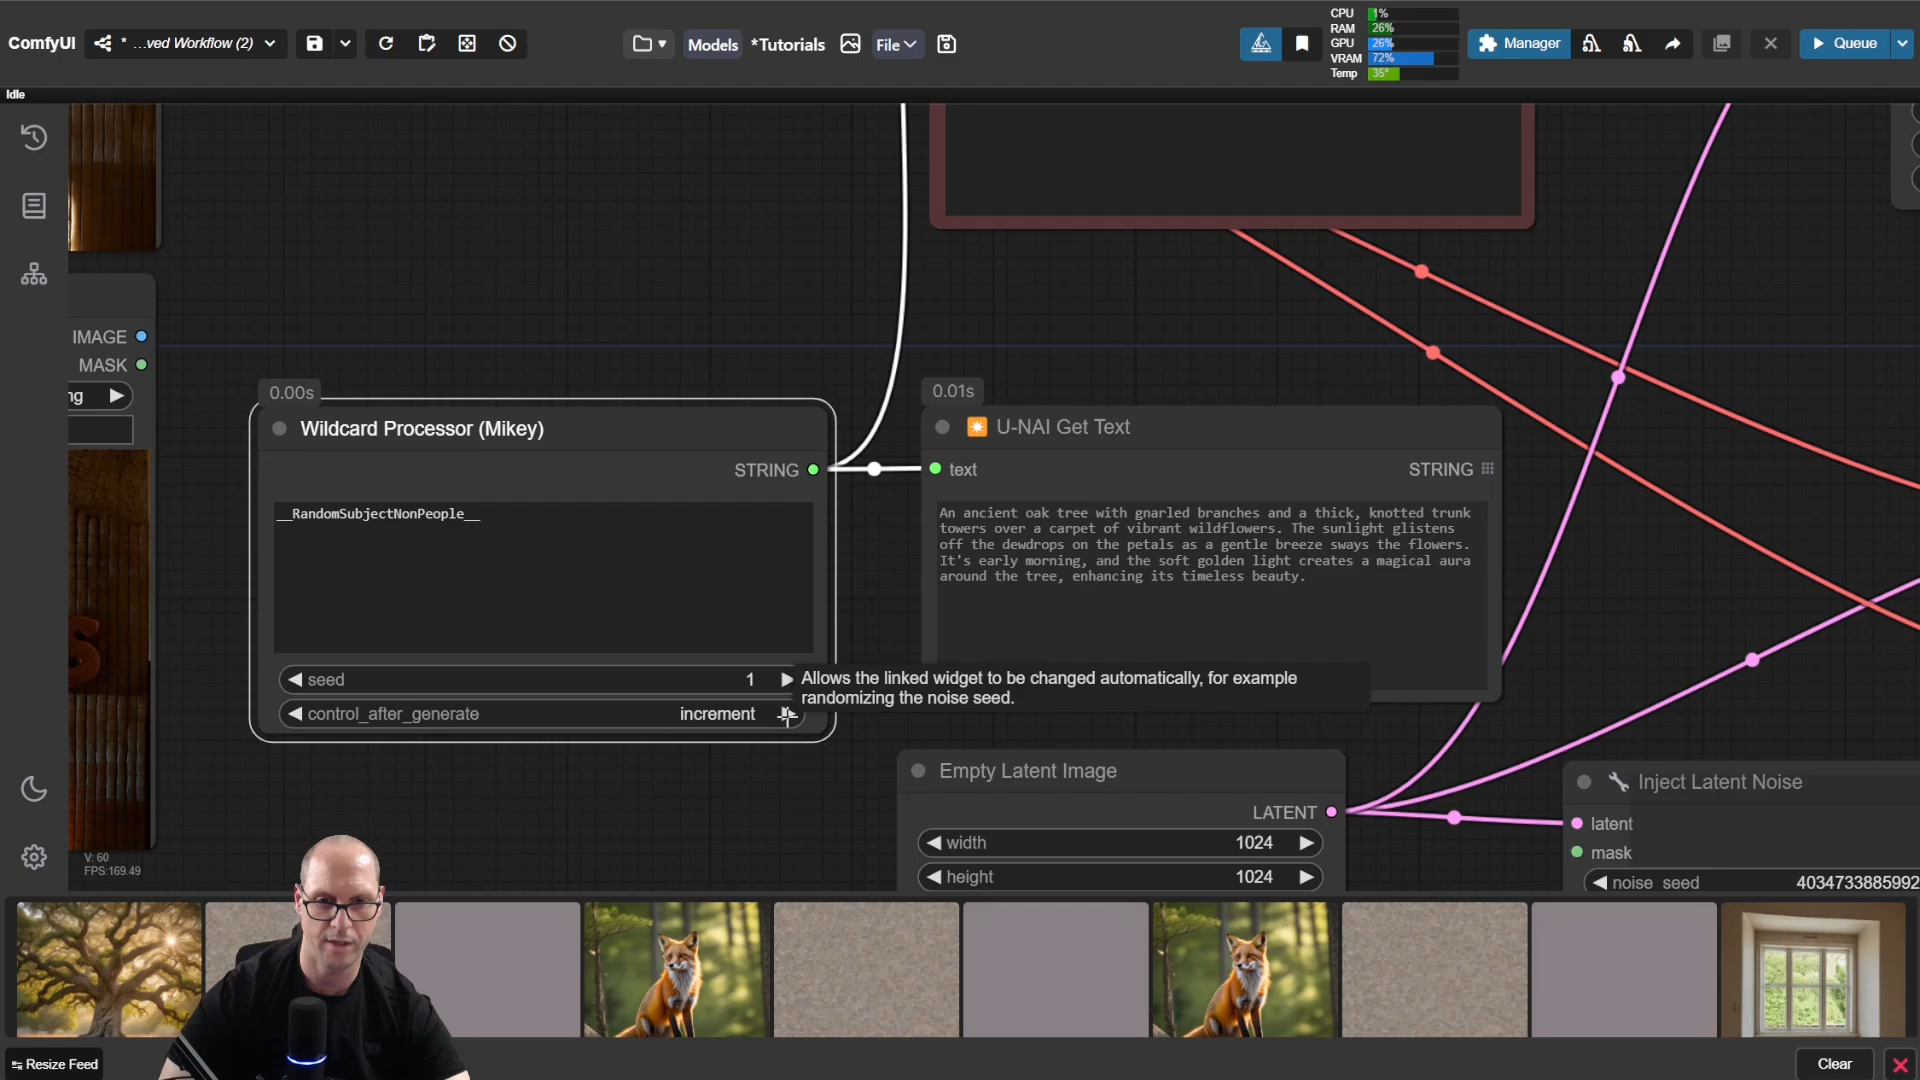 ComfyUI
* ...ved Workflow (2)
Models
*Tutorials
File
CPU 1%
RAM 26%
GPU 26%
VRAM 72%
Temp 35°
Manager
Queue
Idle
IMAGE
MASK
ng
0.00s
Wildcard Processor (Mikey)
STRING
__RandomSubjectNonPeople__
seed 1
control_after_generate increment
0.01s
U-NAI Get Text
text
STRING
An ancient oak tree with gnarled branches and a thick, knotted trunk
towers over a carpet of vibrant wildflowers. The sunlight glistens
off the dewdrops on the petals as a gentle breeze sways the flowers.
It's early morning, and the soft golden light creates a magical aura
around the tree, enhancing its timeless beauty.
Allows the linked widget to be changed automatically, for example
randomizing the noise seed.
Empty Latent Image
LATENT
width 1024
height 1024
Inject Latent Noise
latent
mask
noise_seed 4034733885992
V: 60
FPS:169.49
Resize Feed
Clear